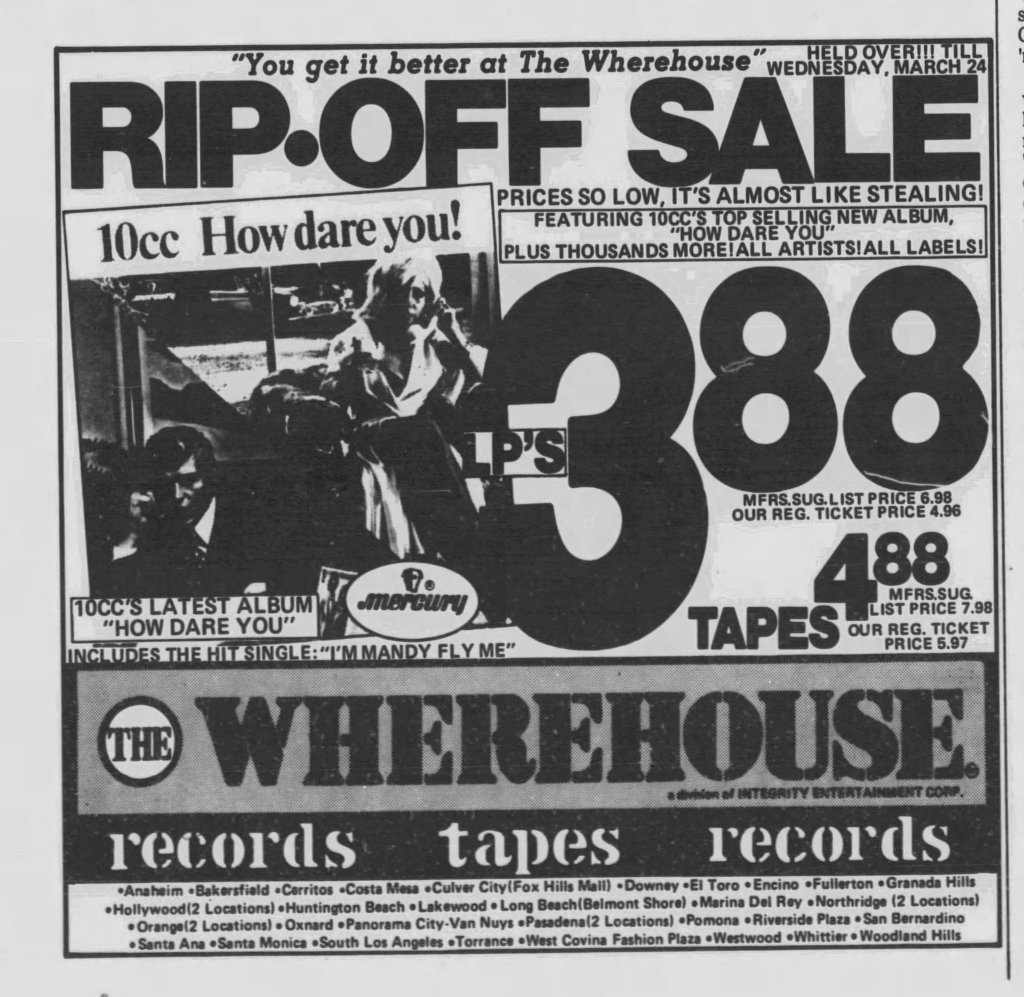 "You get it better at The Wherehouse"
HELD OVER!!! TILL
WEDNESDAY, MARCH 24
RIP•OFF SALE
PRICES SO LOW, IT'S ALMOST LIKE STEALING!
FEATURING 10CC'S TOP SELLING NEW ALBUM,
"HOW DARE YOU"
PLUS THOUSANDS MORE!ALL ARTISTS!ALL LABELS!
10cc How dare you!
LP'S
3 88
MFRS.SUG.LIST PRICE 6.98
OUR REG. TICKET PRICE 4.96
TAPES
4 88
MFRS.SUG.
LIST PRICE 7.98
OUR REG. TICKET
PRICE 5.97
10CC'S LATEST ALBUM
"HOW DARE YOU"
mercury
®
INCLUDES THE HIT SINGLE: "I'M MANDY FLY ME"
THE WHEREHOUSE®
a division of INTEGRITY ENTERTAINMENT CORP.
records tapes records
•Anaheim •Bakersfield •Cerritos •Costa Mesa •Culver City(Fox Hills Mall) •Downey •El Toro •Encino •Fullerton •Granada Hills
•Hollywood(2 Locations) •Huntington Beach •Lakewood •Long Beach(Belmont Shore) •Marina Del Rey •Northridge (2 Locations)
•Orange(2 Locations) •Oxnard •Panorama City-Van Nuys •Pasadena(2 Locations) •Pomona •Riverside Plaza •San Bernardino
•Santa Ana •Santa Monica •South Los Angeles •Torrance •West Covina Fashion Plaza •Westwood •Whittier •Woodland Hills